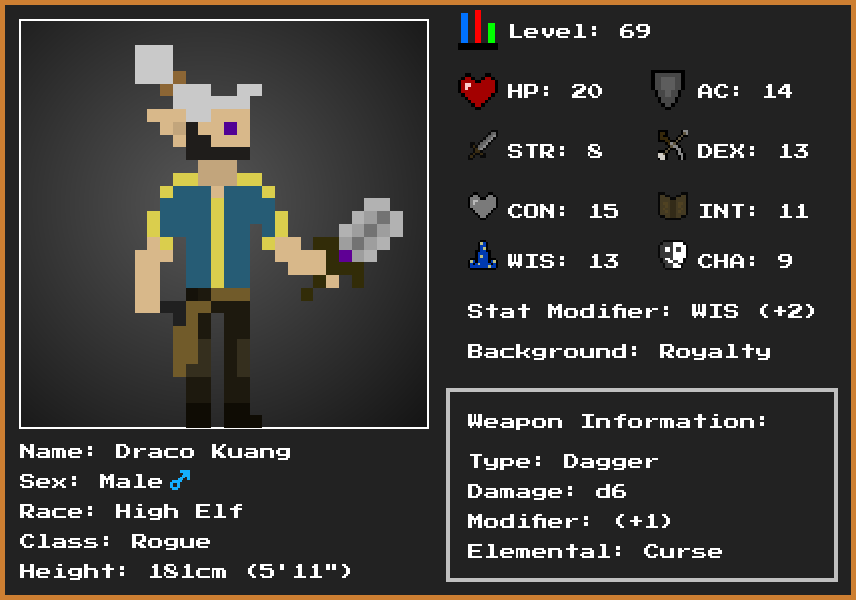 Level: 69
HP: 20 AC: 14
STR: 8 DEX: 13
CON: 15 INT: 11
WIS: 13 CHA: 9
Stat Modifier: WIS (+2)
Background: Royalty
Weapon Information:
Type: Dagger
Damage: d6
Modifier: (+1)
Elemental: Curse
Name: Draco Kuang
Sex: Male♂
Race: High Elf
Class: Rogue
Height: 181cm (5'11")